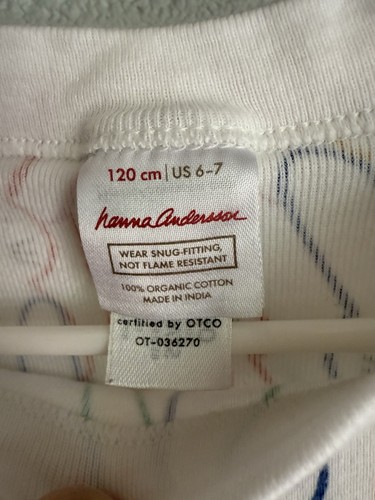 120 cm | US 6-7
hanna andersson
WEAR SNUG-FITTING,
NOT FLAME RESISTANT
100% ORGANIC COTTON
MADE IN INDIA
certified by OTCO
OT-036270